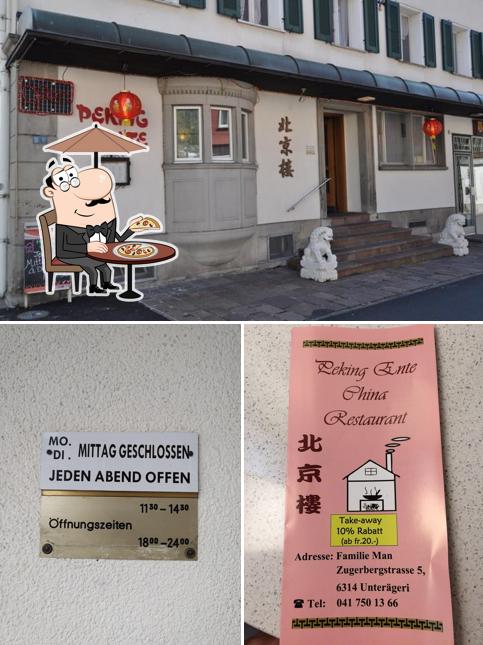 PEKING
北京楼
MO.
DI. MITTAG GESCHLOSSEN
JEDEN ABEND OFFEN
11³⁰ – 14³⁰
Öffnungszeiten
18⁰⁰ – 24⁰⁰
Peking Ente
China
Restaurant
北京樓
Take-away
10% Rabatt
(ab fr.20.-)
Adresse: Familie Man
Zugerbergstrasse 5,
6314 Unterägeri
☎ Tel: 041 750 13 66